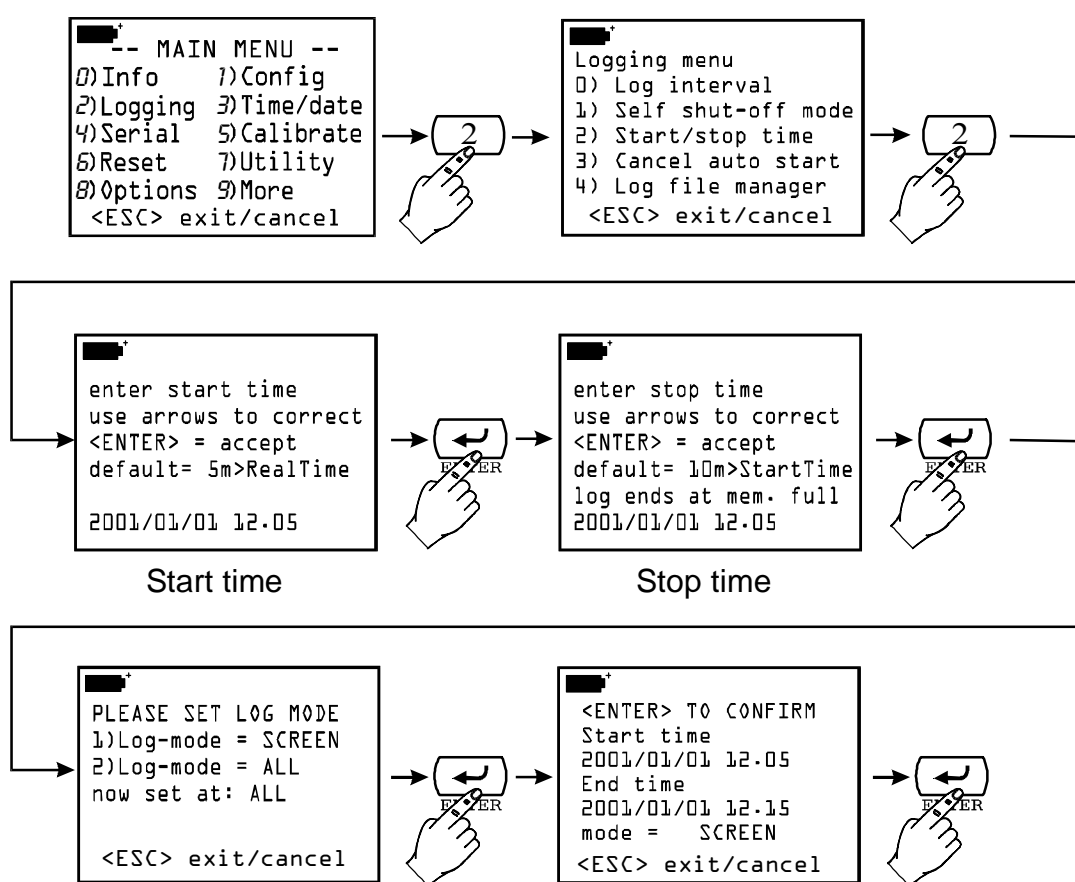 -- MAIN MENU --
0)Info 1)Config
2)Logging 3)Time/date
4)Serial 5)Calibrate
6)Reset 7)Utility
8)Options 9)More
<ESC> exit/cancel
2
Logging menu
0) Log interval
1) Self shut-off mode
2) Start/stop time
3) Cancel auto start
4) Log file manager
<ESC> exit/cancel
2
enter start time
use arrows to correct
<ENTER> = accept
default= 5m>RealTime
2001/01/01 12.05
Start time
ENTER
enter stop time
use arrows to correct
<ENTER> = accept
default= 10m>StartTime
log ends at mem. full
2001/01/01 12.05
Stop time
ENTER
PLEASE SET LOG MODE
1)Log-mode = SCREEN
2)Log-mode = ALL
now set at: ALL
<ESC> exit/cancel
ENTER
<ENTER> TO CONFIRM
Start time
2001/01/01 12.05
End time
2001/01/01 12.15
mode = SCREEN
<ESC> exit/cancel
ENTER